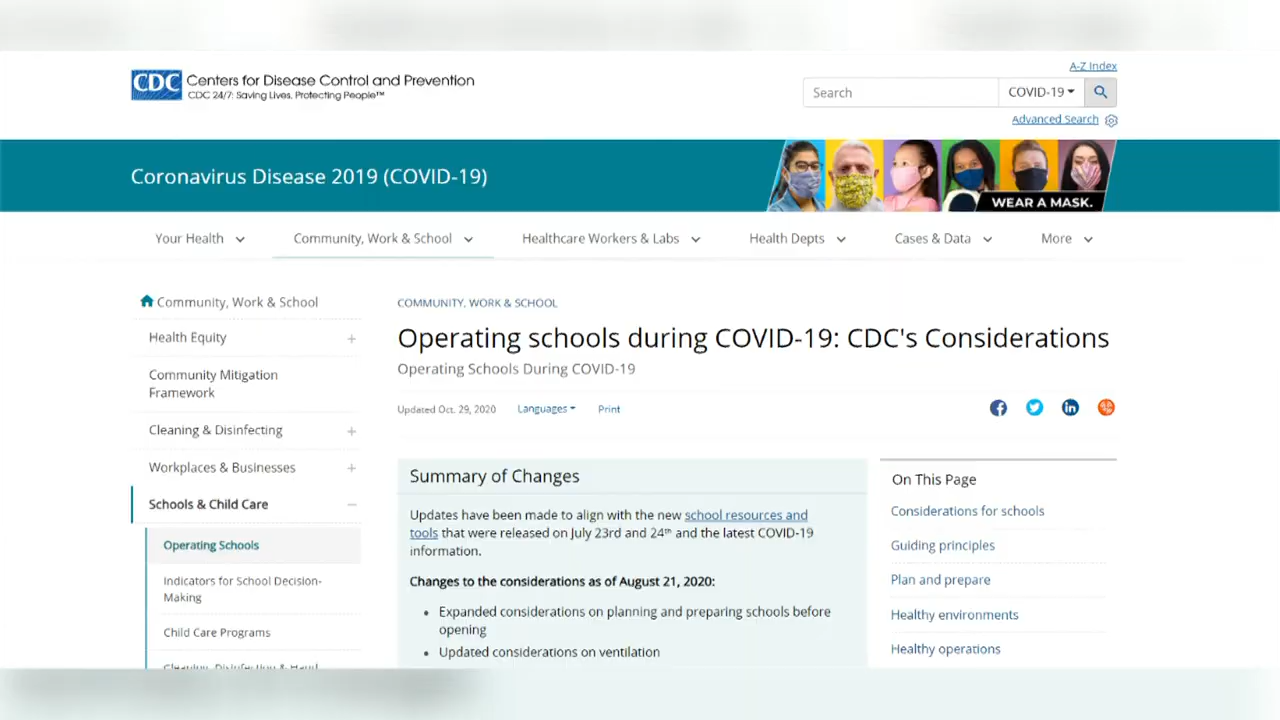 CDC Centers for Disease Control and Prevention
CDC 24/7: Saving Lives, Protecting People™
A-Z Index
Search
COVID-19
Advanced Search
Coronavirus Disease 2019 (COVID-19)
WEAR A MASK.
Your Health
Community, Work & School
Healthcare Workers & Labs
Health Depts
Cases & Data
More
Community, Work & School
Health Equity
Community Mitigation
Framework
Cleaning & Disinfecting
Workplaces & Businesses
Schools & Child Care
Operating Schools
Indicators for School Decision-
Making
Child Care Programs
Cleaning, Disinfecting & Hand
COMMUNITY, WORK & SCHOOL
Operating schools during COVID-19: CDC's Considerations
Operating Schools During COVID-19
Updated Oct. 29, 2020
Languages
Print
Summary of Changes
Updates have been made to align with the new school resources and
tools that were released on July 23rd and 24th and the latest COVID-19
information.
Changes to the considerations as of August 21, 2020:
• Expanded considerations on planning and preparing schools before
opening
• Updated considerations on ventilation
On This Page
Considerations for schools
Guiding principles
Plan and prepare
Healthy environments
Healthy operations